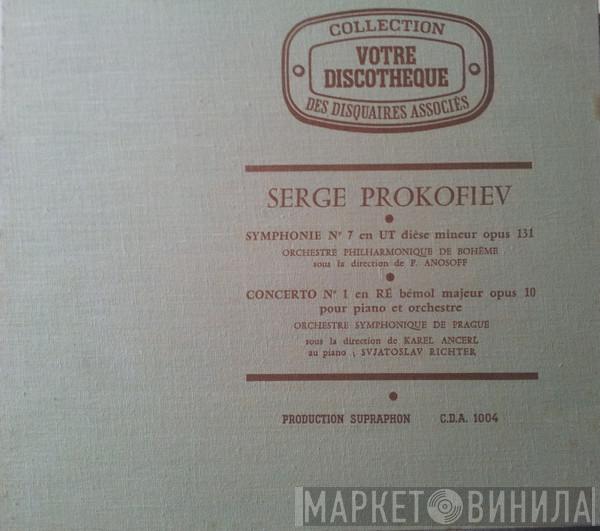 COLLECTION
VOTRE
DISCOTHEQUE
DES DISQUAIRES ASSOCIÉS
SERGE PROKOFIEV
SYMPHONIE Nº 7 en UT dièse mineur opus 131
ORCHESTRE PHILHARMONIQUE DE BOHÊME
sous la direction de P. ANOSOFF
CONCERTO Nº 1 en RÉ bémol majeur opus 10
pour piano et orchestre
ORCHESTRE SYMPHONIQUE DE PRAGUE
sous la direction de KAREL ANCERL
au piano ; SVJATOSLAV RICHTER
PRODUCTION SUPRAPHON C.D.A. 1004
МАРКЕТ ВИНИЛА